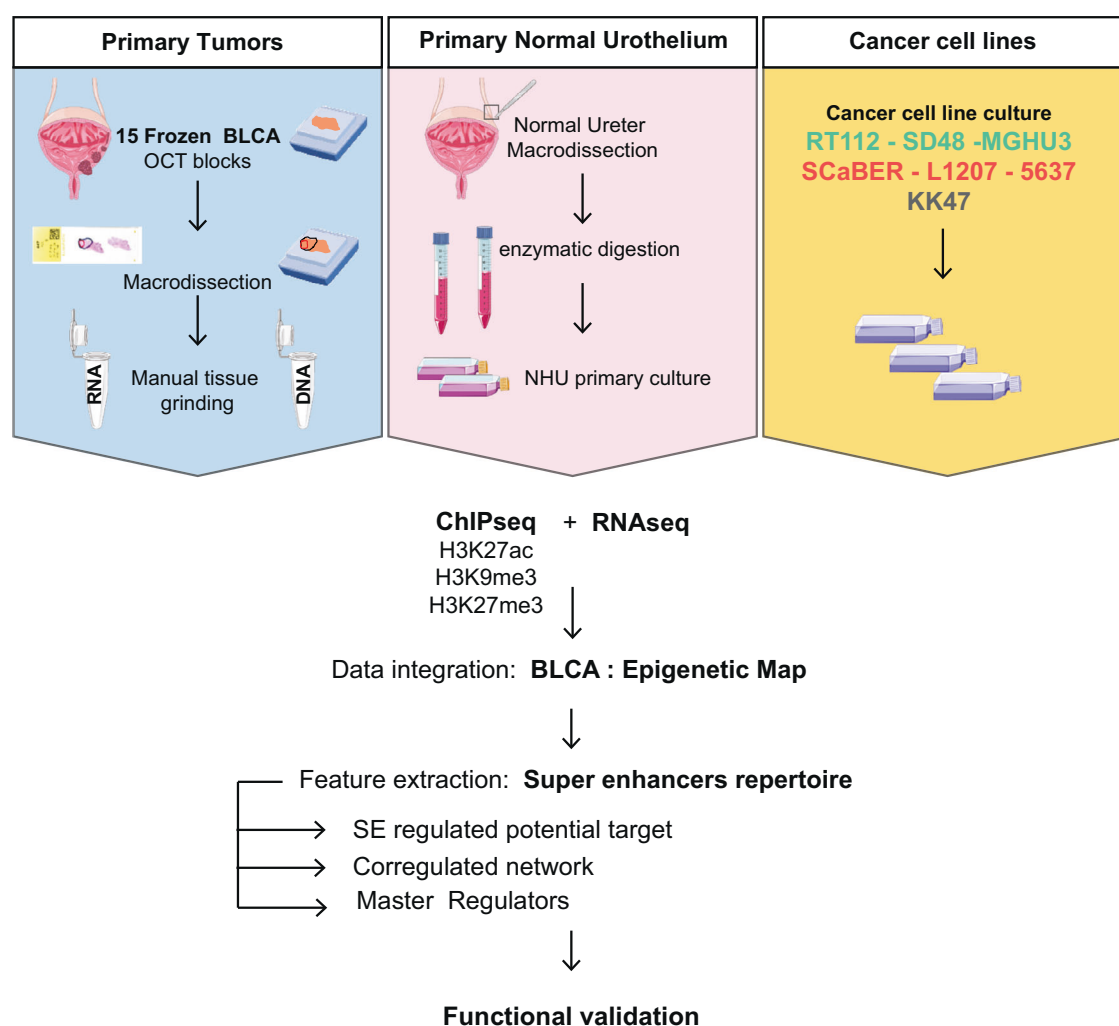 Primary Tumors
15 Frozen BLCA
OCT blocks
Macrodissection
RNA
Manual tissue
grinding
DNA
Primary Normal Urothelium
Normal Ureter
Macrodissection
enzymatic digestion
NHU primary culture
Cancer cell lines
Cancer cell line culture
RT112 - SD48 -MGHU3
SCaBER - L1207 - 5637
KK47
ChIPseq + RNAseq
H3K27ac
H3K9me3
H3K27me3
Data integration: BLCA : Epigenetic Map
Feature extraction: Super enhancers repertoire
SE regulated potential target
Corregulated network
Master Regulators
Functional validation